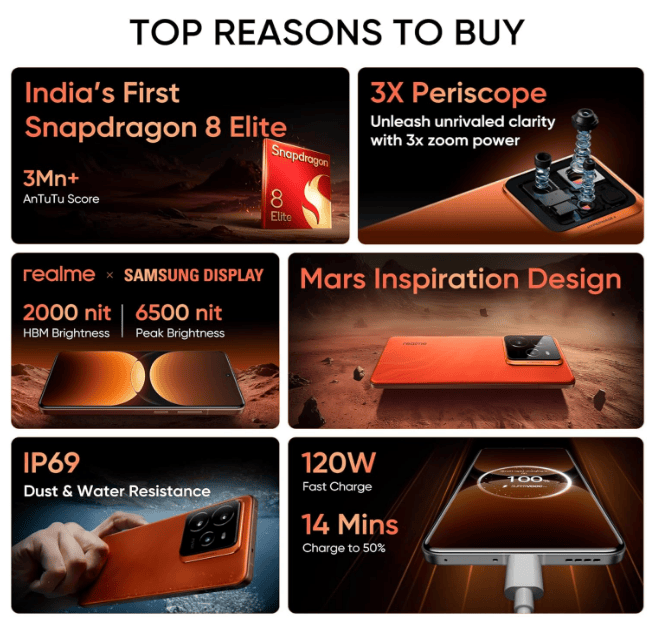 TOP REASONS TO BUY
India's First
Snapdragon 8 Elite
3Mn+
AnTuTu Score
Snapdragon
8
Elite
3X Periscope
Unleash unrivaled clarity
with 3x zoom power
realme × SAMSUNG DISPLAY
2000 nit
HBM Brightness
6500 nit
Peak Brightness
Mars Inspiration Design
realme
IP69
Dust & Water Resistance
120W
Fast Charge
14 Mins
Charge to 50%
100